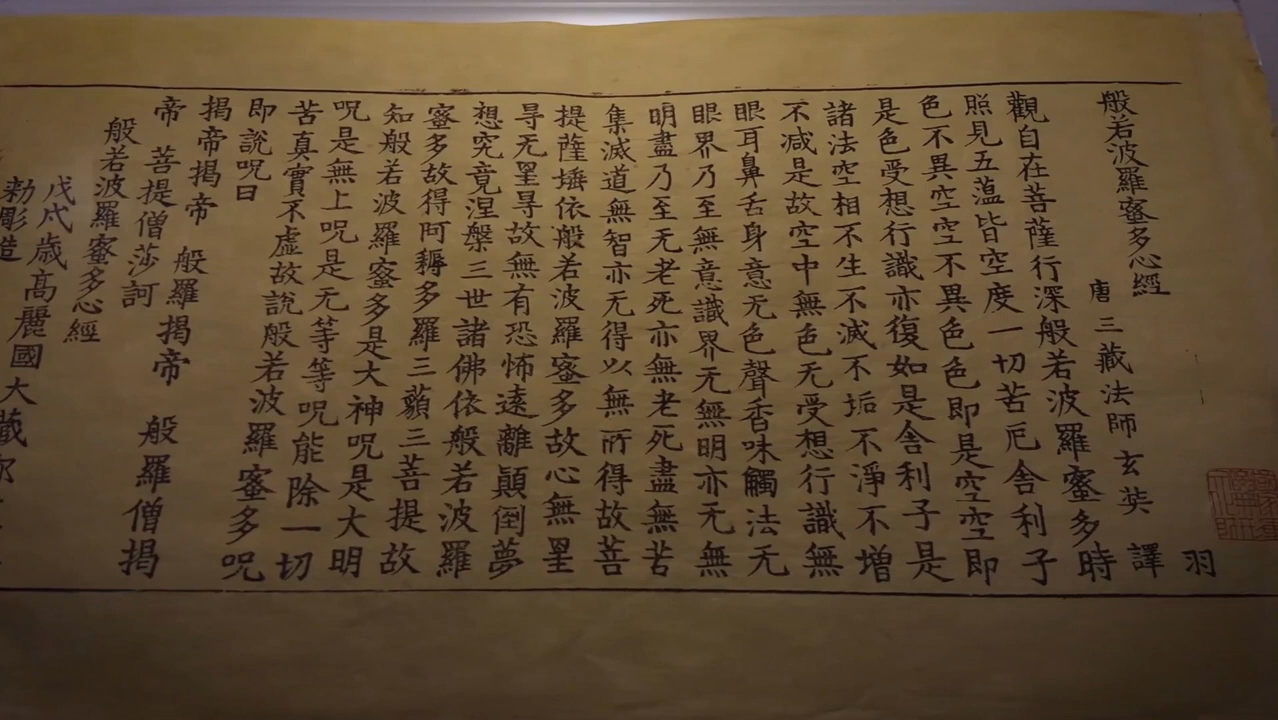 羽
般若波羅蜜多心經
唐三藏法師玄奘 譯
觀自在菩薩行深般若波羅蜜多時
照見五蕰皆空度一切苦厄舍利子
色不異空空不異色色即是空空即
是色受想行識亦復如是舍利子是
諸法空相不生不滅不垢不淨不增
不减是故空中無色无受想行識無
眼耳鼻舌身意无色聲香味觸法无
眼界乃至無意識界无無明亦无無
明盡乃至无老死亦無老死盡無苦
集滅道無智亦无得以無所得故菩
提薩埵依般若波羅蜜多故心無罣
㝵无罣㝵故無有恐怖遠離顛倒夢
想究竟涅槃三世諸佛依般若波羅
蜜多故得阿耨多羅三藐三菩提故
知般若波羅蜜多是大神呪是大明
呪是無上呪是无等等呪能除一切
苦真實不虛故說般若波羅蜜多呪
即說呪曰
揭帝揭帝 般羅揭帝 般羅僧揭
帝 菩提僧莎訶
般若波羅蜜多心經
戊戌歲高麗國大藏
勑彫造